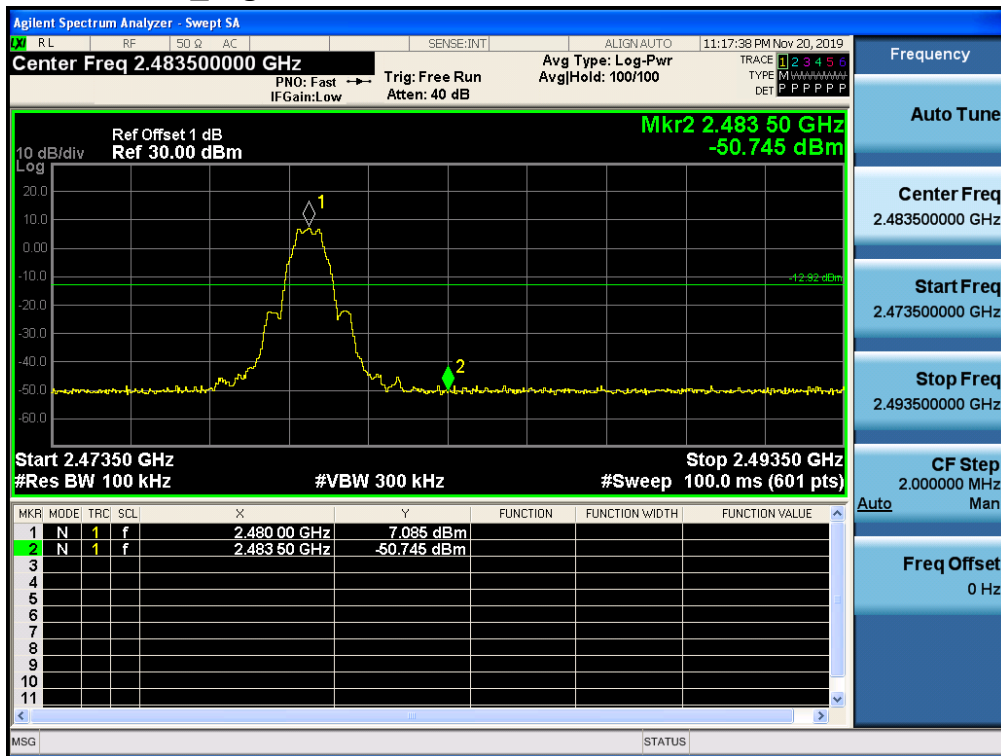 Agilent Spectrum Analyzer - Swept SA
LXI RL RF 50 Ω AC SENSE:INT ALIGNAUTO 11:17:38 PM Nov 20, 2019
Center Freq 2.483500000 GHz
PNO: Fast
IFGain:Low
Trig: Free Run
Atten: 40 dB
Avg Type: Log-Pwr
Avg|Hold: 100/100
TRACE 1 2 3 4 5 6
TYPE M
DET P P P P P P
Mkr2 2.483 50 GHz
-50.745 dBm
Ref Offset 1 dB
10 dB/div Ref 30.00 dBm
Log
20.0
10.0
0.00
-10.0
-20.0
-30.0
-40.0
-50.0
-60.0
1
2
-12.92 dBm
Start 2.47350 GHz Stop 2.49350 GHz
#Res BW 100 kHz #VBW 300 kHz #Sweep 100.0 ms (601 pts)
MKR MODE TRC SCL X Y FUNCTION FUNCTION WIDTH FUNCTION VALUE
1 N 1 f 2.480 00 GHz 7.085 dBm
2 N 1 f 2.483 50 GHz -50.745 dBm
3
4
5
6
7
8
9
10
11
MSG STATUS
Frequency
Auto Tune
Center Freq
2.483500000 GHz
Start Freq
2.473500000 GHz
Stop Freq
2.493500000 GHz
CF Step
2.000000 MHz
Auto Man
Freq Offset
0 Hz